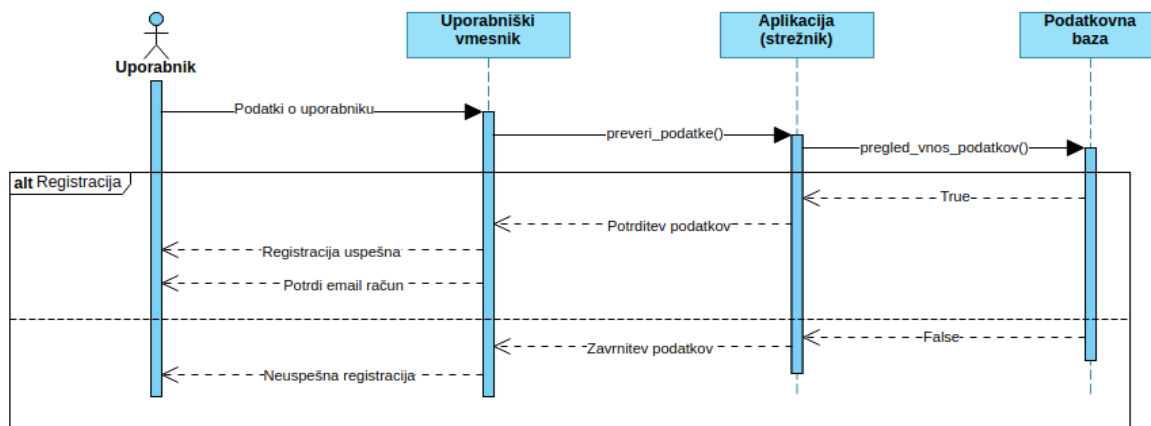 Uporabnik
Uporabniški
vmesnik
Aplikacija
(strežnik)
Podatkovna
baza
Podatki o uporabniku
preveri_podatke()
pregled_vnos_podatkov()
alt Registracija
True
Potrditev podatkov
Registracija uspešna
Potrdi email račun
False
Zavrnitev podatkov
Neuspešna registracija